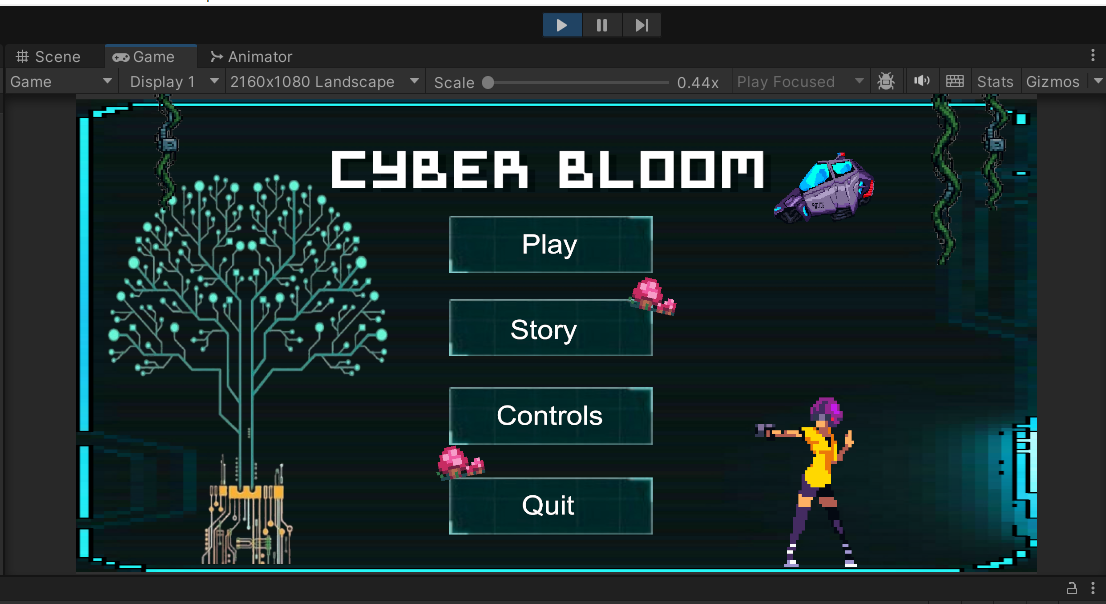 Scene Game Animator
Game Display 1 2160x1080 Landscape Scale 0.44x Play Focused Stats Gizmos
CYBER BLOOM
Play
Story
Controls
Quit